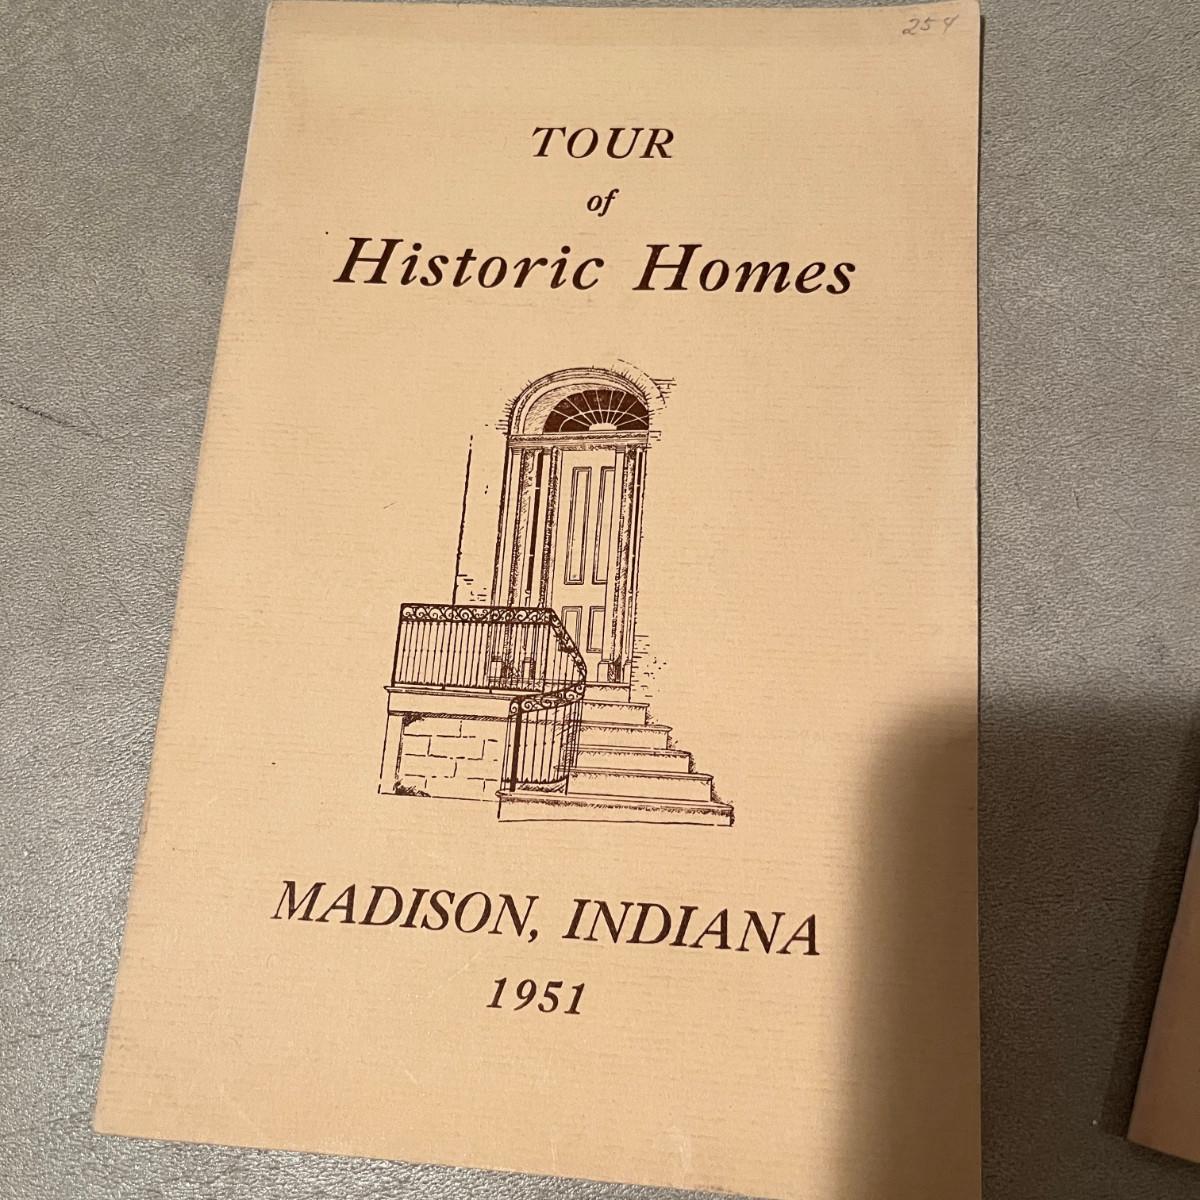 254
TOUR
of
Historic Homes
MADISON, INDIANA
1951